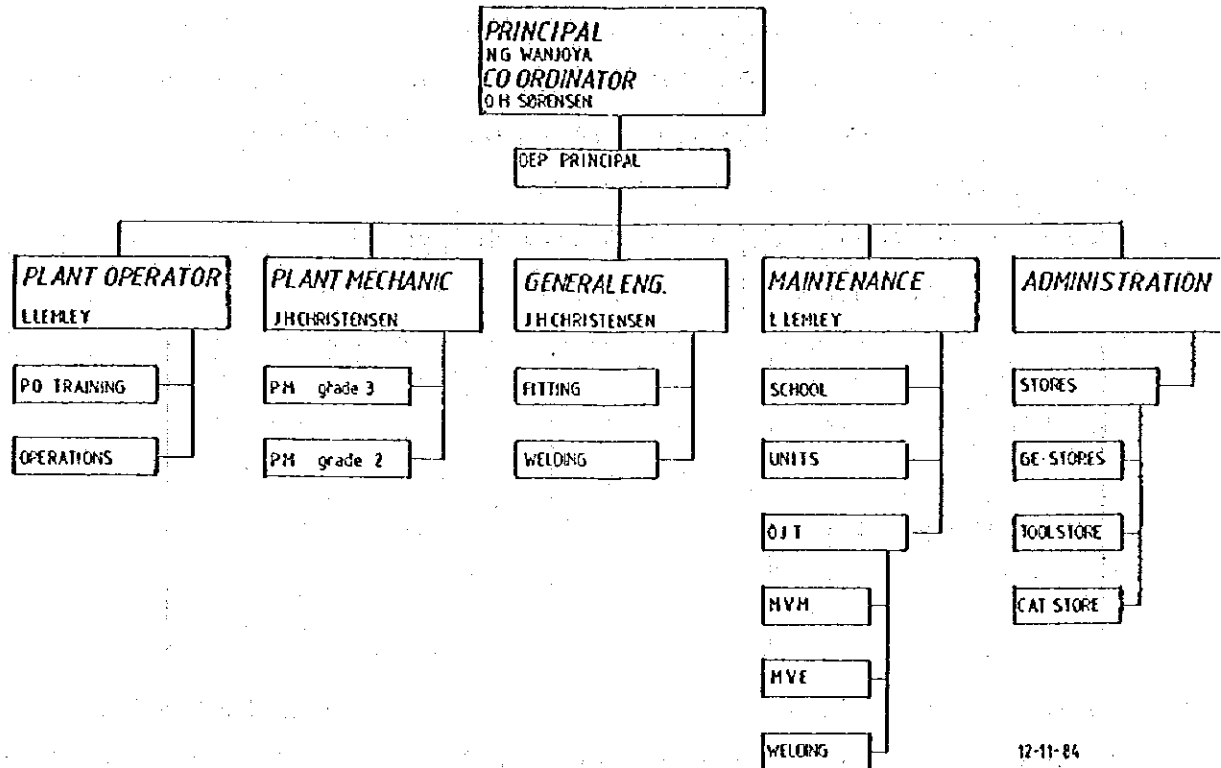 PRINCIPAL
NG WANJOYA
CO ORDINATOR
O H SØRENSEN
DEP PRINCIPAL
PLANT OPERATOR
L LEMLEY
PO TRAINING
OPERATIONS
PLANT MECHANIC
J H CHRISTENSEN
PM grade 3
PM grade 2
GENERAL ENG.
J H CHRISTENSEN
FITTING
WELDING
MAINTENANCE
L LEMLEY
SCHOOL
UNITS
OJT
MVM
MVE
WELDING
ADMINISTRATION
STORES
GE-STORES
TOOLSTORE
CAT STORE
12-11-84